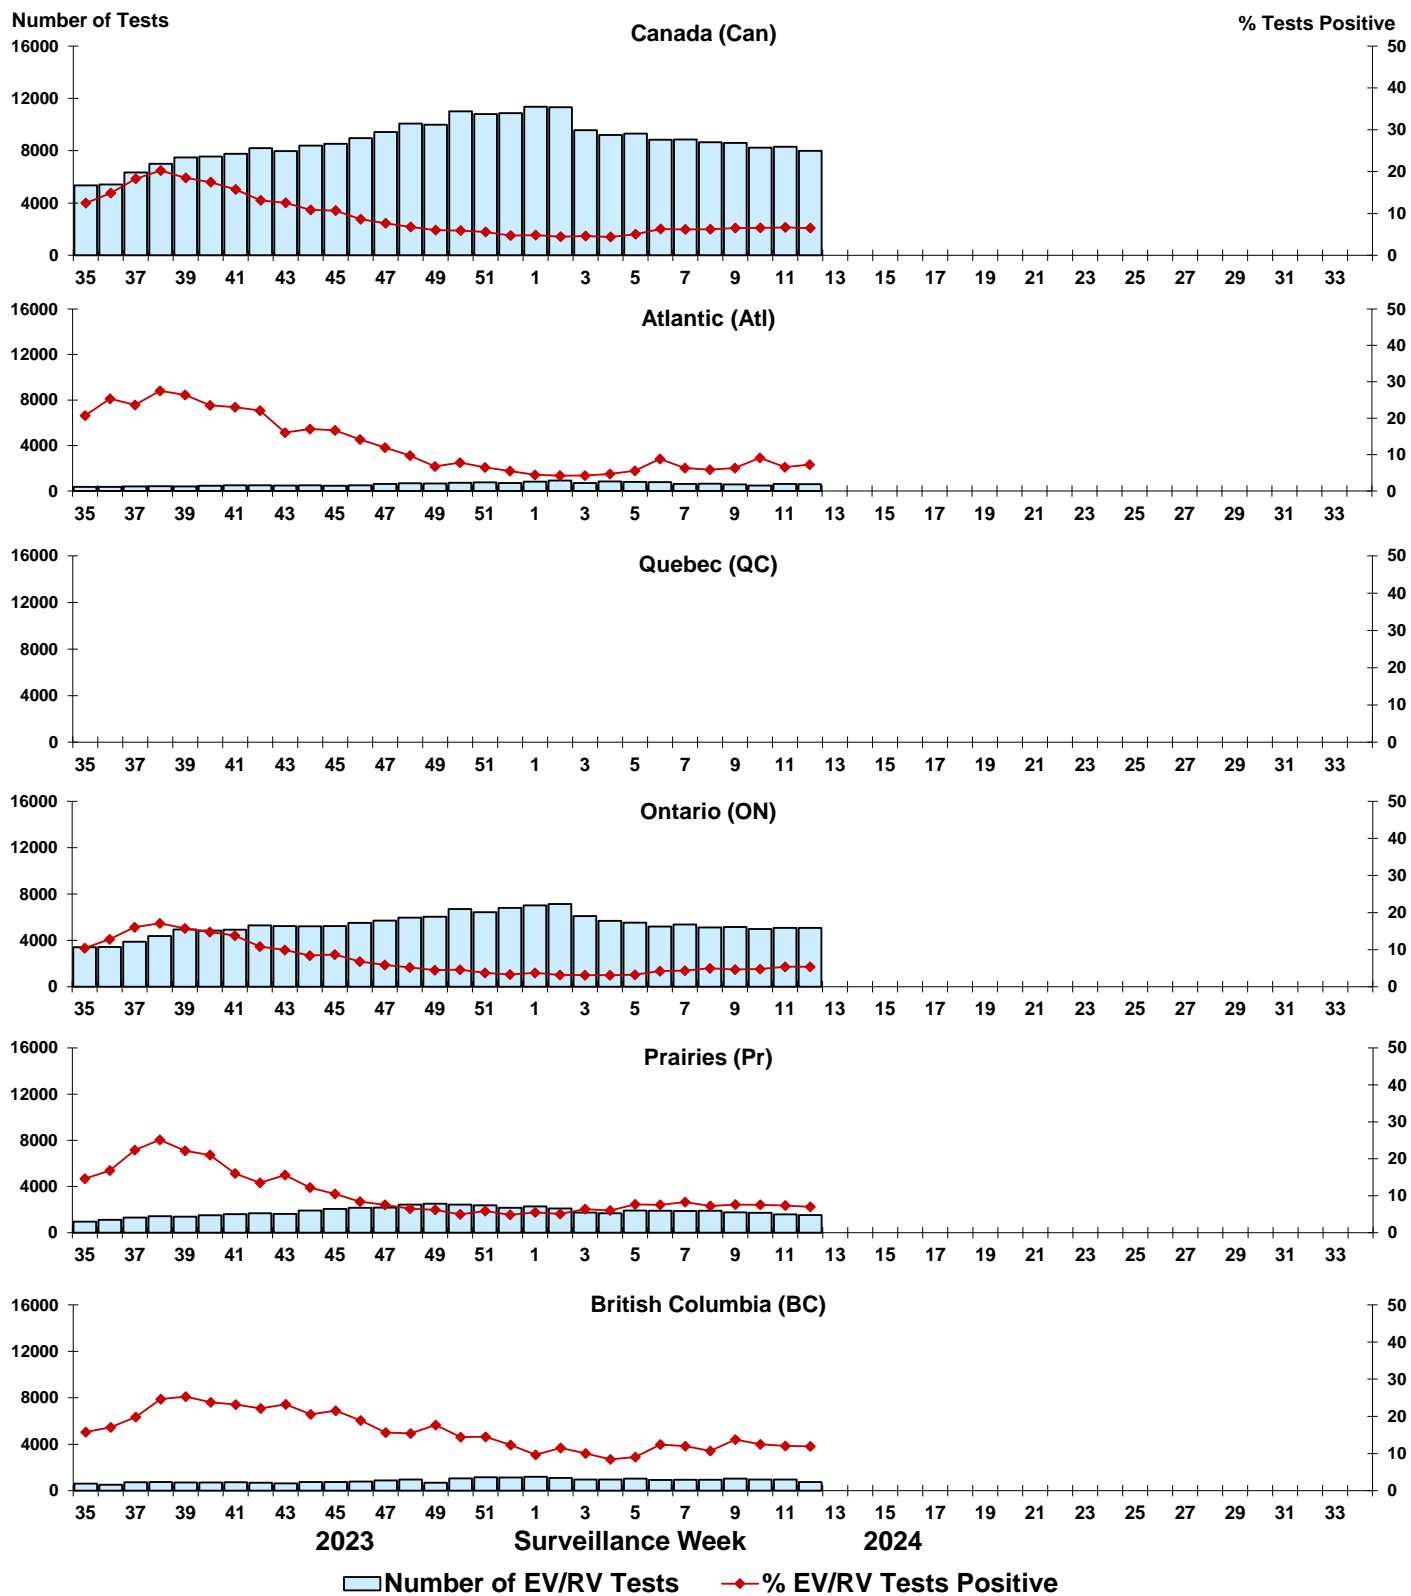 Number of Tests
% Tests Positive
Canada (Can)
16000 12000 8000 4000 0
50 40 30 20 10 0
35 37 39 41 43 45 47 49 51 1 3 5 7 9 11 13 15 17 19 21 23 25 27 29 31 33
Atlantic (Atl)
16000 12000 8000 4000 0
50 40 30 20 10 0
35 37 39 41 43 45 47 49 51 1 3 5 7 9 11 13 15 17 19 21 23 25 27 29 31 33
Quebec (QC)
16000 12000 8000 4000 0
50 40 30 20 10 0
35 37 39 41 43 45 47 49 51 1 3 5 7 9 11 13 15 17 19 21 23 25 27 29 31 33
Ontario (ON)
16000 12000 8000 4000 0
50 40 30 20 10 0
35 37 39 41 43 45 47 49 51 1 3 5 7 9 11 13 15 17 19 21 23 25 27 29 31 33
Prairies (Pr)
16000 12000 8000 4000 0
50 40 30 20 10 0
35 37 39 41 43 45 47 49 51 1 3 5 7 9 11 13 15 17 19 21 23 25 27 29 31 33
British Columbia (BC)
16000 12000 8000 4000 0
50 40 30 20 10 0
35 37 39 41 43 45 47 49 51 1 3 5 7 9 11 13 15 17 19 21 23 25 27 29 31 33
2023 Surveillance Week 2024
Number of EV/RV Tests % EV/RV Tests Positive